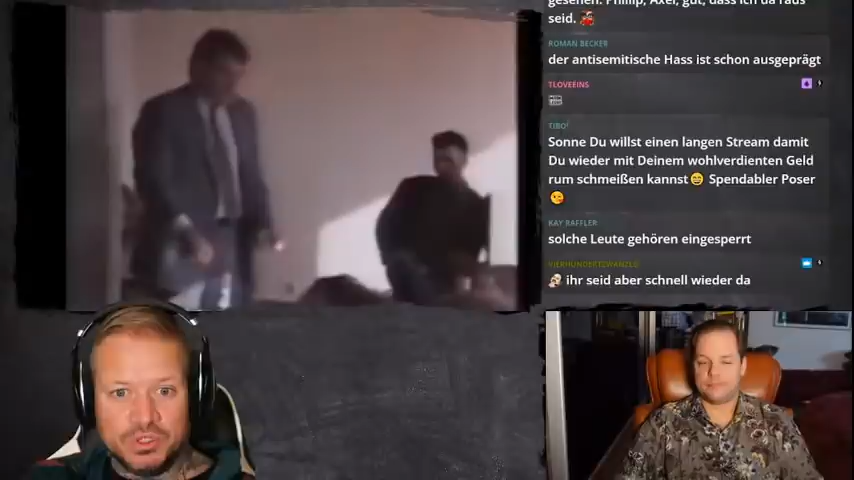 gesehen. Phillip, Axel, gut, dass ich da raus
seid.
ROMAN BECKER
der antisemitische Hass ist schon ausgeprägt
TLOVEEINS
TIBO!
Sonne Du willst einen langen Stream damit
Du wieder mit Deinem wohlverdienten Geld
rum schmeißen kannst😄 Spendabler Poser
😘
KAY RAFFLER
solche Leute gehören eingesperrt
VIERHUNDERTZWANZLG
ihr seid aber schnell wieder da